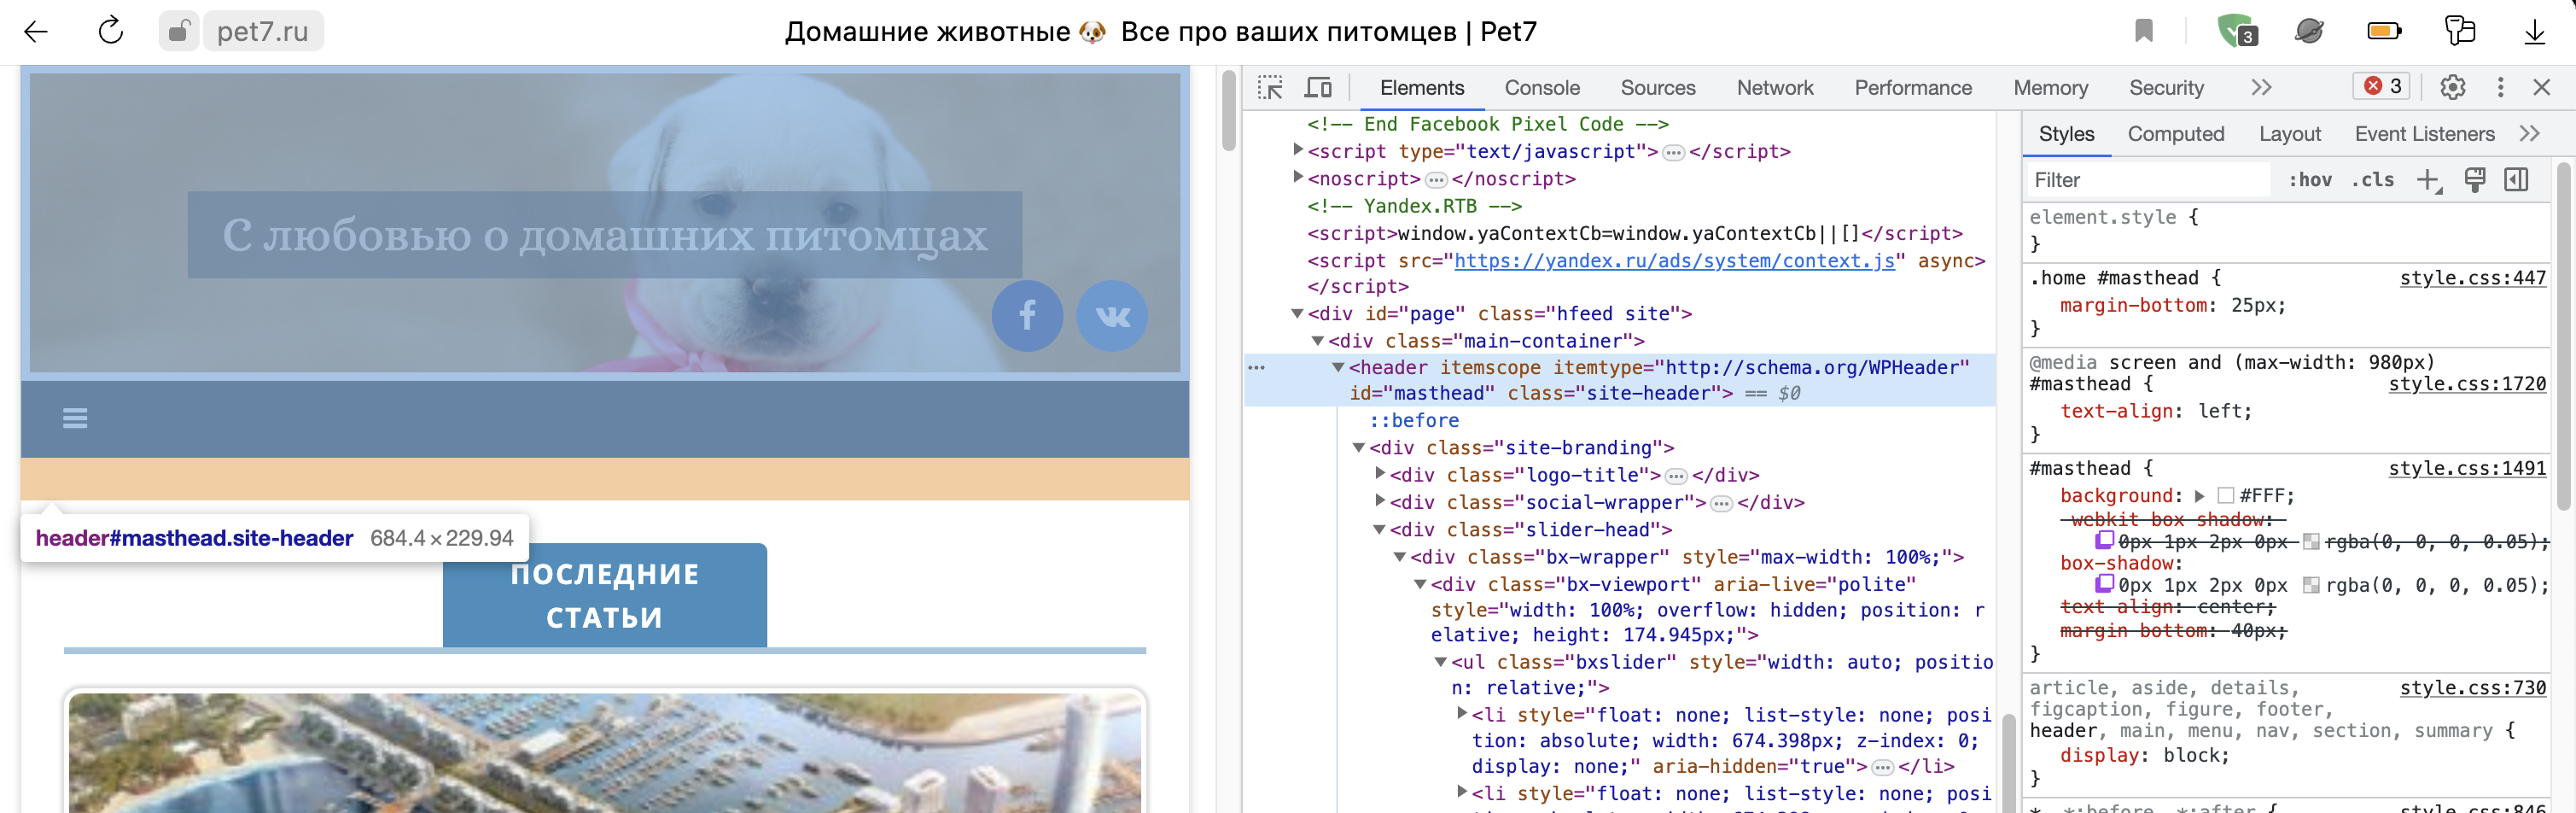 pet7.ru
Домашние животные 🐶 Все про ваших питомцев | Pet7
3
С любовью о домашних питомцах
header#masthead.site-header 684.4 × 229.94
ПОСЛЕДНИЕ
СТАТЬИ
Elements Console Sources Network Performance Memory Security 3
<!-- End Facebook Pixel Code -->
<script type="text/javascript">…</script>
<noscript>…</noscript>
<!-- Yandex.RTB -->
<script>window.yaContextCb=window.yaContextCb||[]</script>
<script src="https://yandex.ru/ads/system/context.js" async>
</script>
<div id="page" class="hfeed site">
<div class="main-container">
<header itemscope itemtype="http://schema.org/WPHeader"
id="masthead" class="site-header"> == $0
::before
<div class="site-branding">
<div class="logo-title">…</div>
<div class="social-wrapper">…</div>
<div class="slider-head">
<div class="bx-wrapper" style="max-width: 100%;">
<div class="bx-viewport" aria-live="polite"
style="width: 100%; overflow: hidden; position: r
elative; height: 174.945px;">
<ul class="bxslider" style="width: auto; positio
n: relative;">
<li style="float: none; list-style: none; posi
tion: absolute; width: 674.398px; z-index: 0;
display: none;" aria-hidden="true">…</li>
<li style="float: none; list-style: none; posi
Styles Computed Layout Event Listeners
Filter :hov .cls
element.style {
}
.home #masthead { style.css:447
margin-bottom: 25px;
}
@media screen and (max-width: 980px)
#masthead { style.css:1720
text-align: left;
}
#masthead { style.css:1491
background: #FFF;
-webkit-box-shadow:
0px 1px 2px 0px rgba(0, 0, 0, 0.05);
box-shadow:
0px 1px 2px 0px rgba(0, 0, 0, 0.05);
text-align: center;
margin-bottom: 40px;
}
article, aside, details, style.css:730
figcaption, figure, footer,
header, main, menu, nav, section, summary {
display: block;
}
*, *:before, *:after { style.css:846